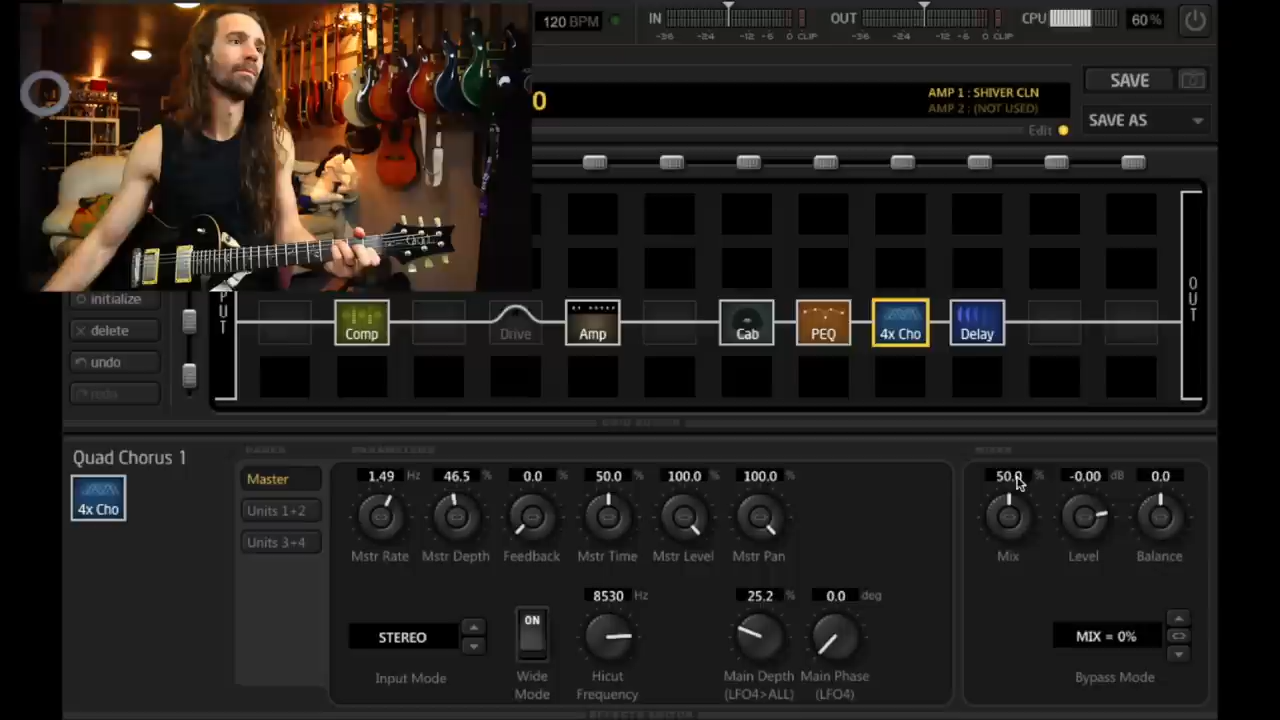 120 BPM
IN
-36 -24 -12 -6 0 CLIP
OUT
-36 -24 -12 -6 0 CLIP
CPU
60 %
0
AMP 1 : SHIVER CLN
AMP 2 : (NOT USED)
Edit
SAVE
SAVE AS
initialize
delete
undo
redo
PUT
Comp
Drive
Amp
Cab
PEQ
4x Cho
Delay
OUT
Quad Chorus 1
4x Cho
Master
Units 1+2
Units 3+4
1.49 Hz
Mstr Rate
46.5 %
Mstr Depth
0.0 %
Feedback
50.0 %
Mstr Time
100.0 %
Mstr Level
100.0 %
Mstr Pan
STEREO
Input Mode
ON
Wide
Mode
8530 Hz
Hicut
Frequency
25.2 %
Main Depth
(LFO4>ALL)
0.0 deg
Main Phase
(LFO4)
50.0 %
Mix
-0.00 dB
Level
0.0
Balance
MIX = 0%
Bypass Mode